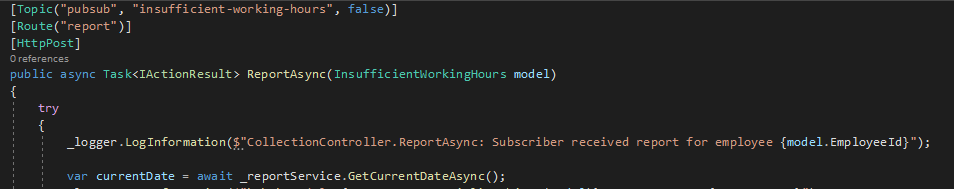 [Topic("pubsub", "insufficient-working-hours", false)]
[Route("report")]
[HttpPost]
0 references
public async Task<IActionResult> ReportAsync(InsufficientWorkingHours model)
{
try
{
_logger.LogInformation($"CollectionController.ReportAsync: Subscriber received report for employee {model.EmployeeId}");
var currentDate = await _reportService.GetCurrentDateAsync();